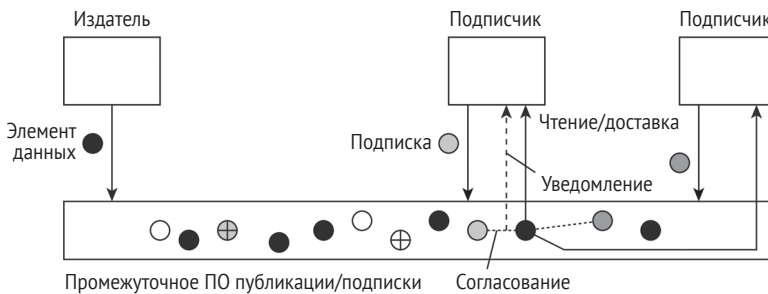 Издатель
Подписчик
Подписчик
Элемент
данных
Подписка
Чтение/доставка
Уведомление
Промежуточное ПО публикации/подписки
Согласование